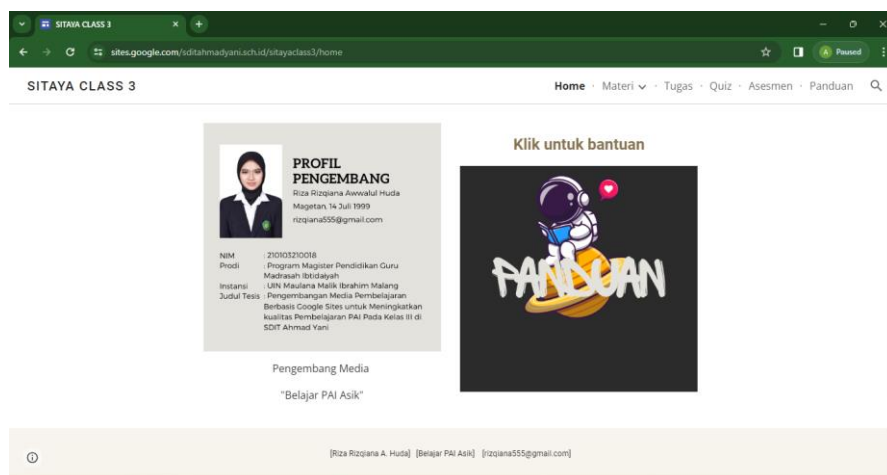 SITAYA CLASS 3
sites.google.com/sditahmadyani.sch.id/sitayaclass3/home
A Paused
SITAYA CLASS 3
Home · Materi · Tugas · Quiz · Asesmen · Panduan
PROFIL
PENGEMBANG
Riza Rizqiana Awwalul Huda
Magetan, 14 Juli 1999
rizqiana555@gmail.com
NIM : 210103210018
Prodi : Program Magister Pendidikan Guru
Madrasah Ibtidaiyah
Instansi : UIN Maulana Malik Ibrahim Malang
Judul Tesis : Pengembangan Media Pembelajaran
Berbasis Google Sites untuk Meningkatkan
kualitas Pembelajaran PAI Pada Kelas III di
SDIT Ahmad Yani
Pengembang Media
"Belajar PAI Asik"
Klik untuk bantuan
PANDUAN
[Riza Rizqiana A. Huda] [Belajar PAI Asik] [rizqiana555@gmail.com]